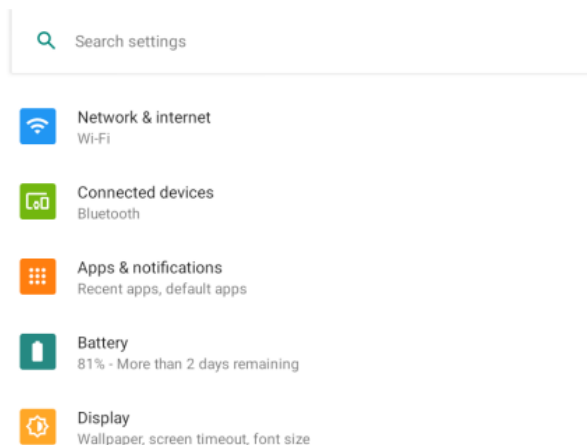 Search settings
Network & internet
Wi-Fi
Connected devices
Bluetooth
Apps & notifications
Recent apps, default apps
Battery
81% - More than 2 days remaining
Display
Wallpaper, screen timeout, font size